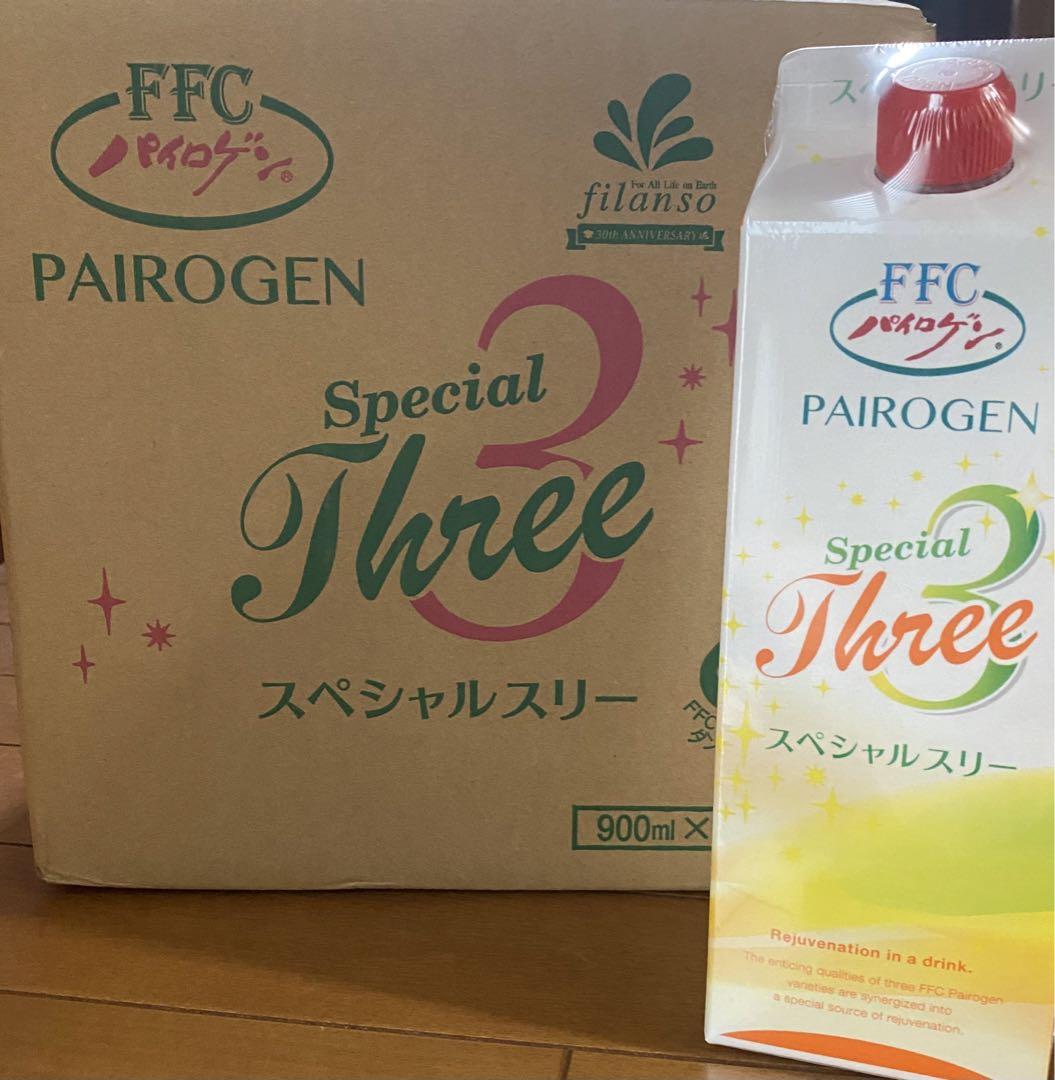 FFC
パイロゲン®
PAIROGEN
For All Life on Earth
filanso
30th ANNIVERSARY
Special
Three
3
スペシャルスリー
FFC
900ml×
FFC
パイロゲン®
PAIROGEN
Special
Three
3
スペシャルスリー
Rejuvenation in a drink.
The enticing qualities of three FFC Pairogen
varieties are synergized into
a special source of rejuvenation.